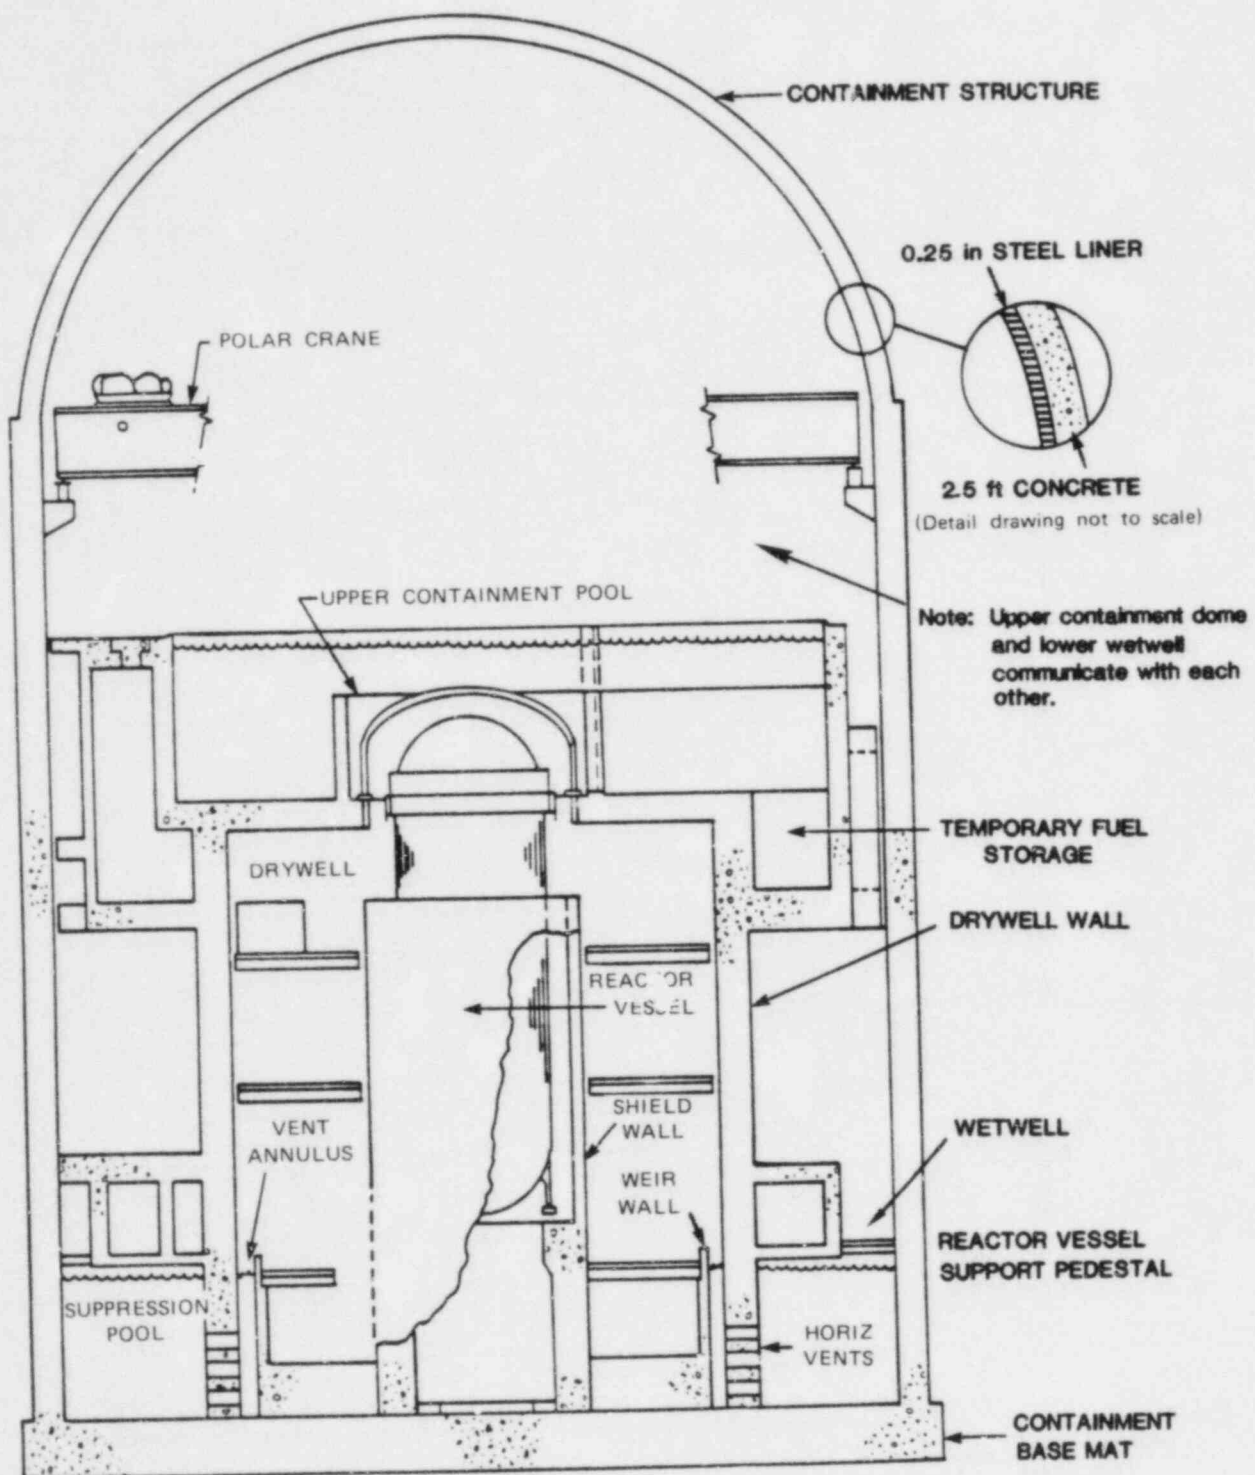 CONTAINMENT STRUCTURE
0.25 in STEEL LINER
POLAR CRANE
2.5 ft CONCRETE
(Detail drawing not to scale)
UPPER CONTAINMENT POOL
Note: Upper containment dome
and lower wetwell
communicate with each
other.
TEMPORARY FUEL
STORAGE
DRYWELL
DRYWELL WALL
REACTOR
VESSEL
SHIELD
WALL
VENT
ANNULUS
WETWELL
WEIR
WALL
REACTOR VESSEL
SUPPORT PEDESTAL
SUPPRESSION
POOL
HORIZ
VENTS
CONTAINMENT
BASE MAT